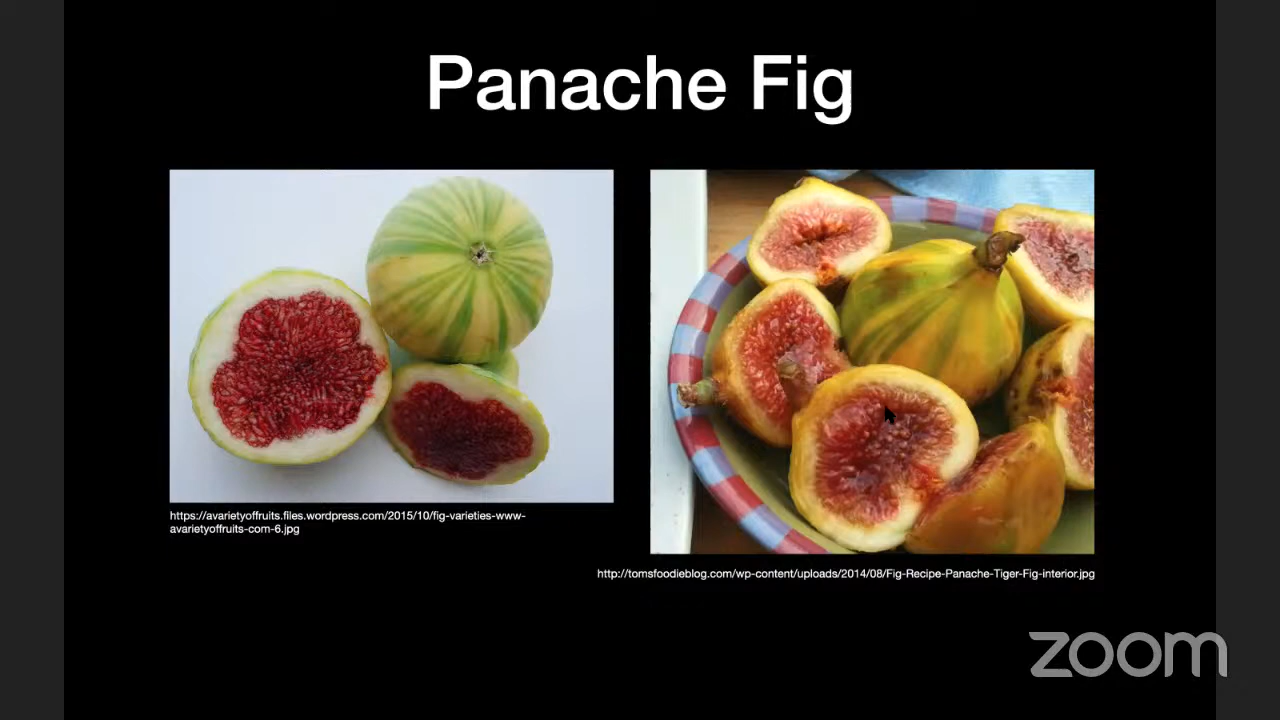 Panache Fig
https://avarietyoffruits.files.wordpress.com/2015/10/fig-varieties-www-
avarietyoffruits-com-6.jpg
http://tomsfoodieblog.com/wp-content/uploads/2014/08/Fig-Recipe-Panache-Tiger-Fig-interior.jpg
zoom